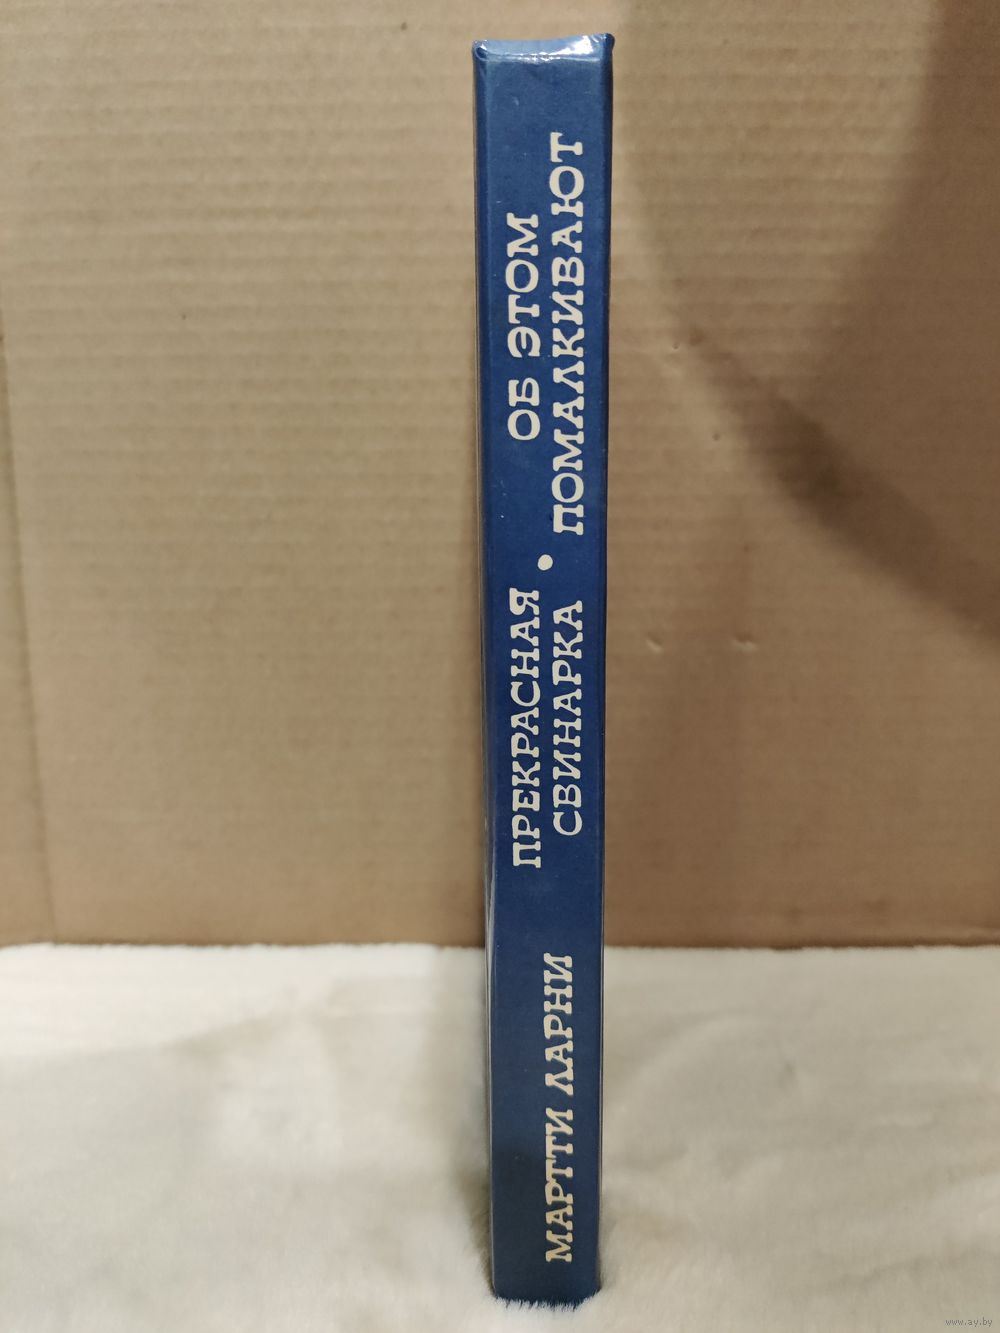 МАРТТИ ЛАРНИ
ПРЕКРАСНАЯ
СВИНАРКА
•
ОБ ЭТОМ
ПОМАЛКИВАЮТ
www.ay.by